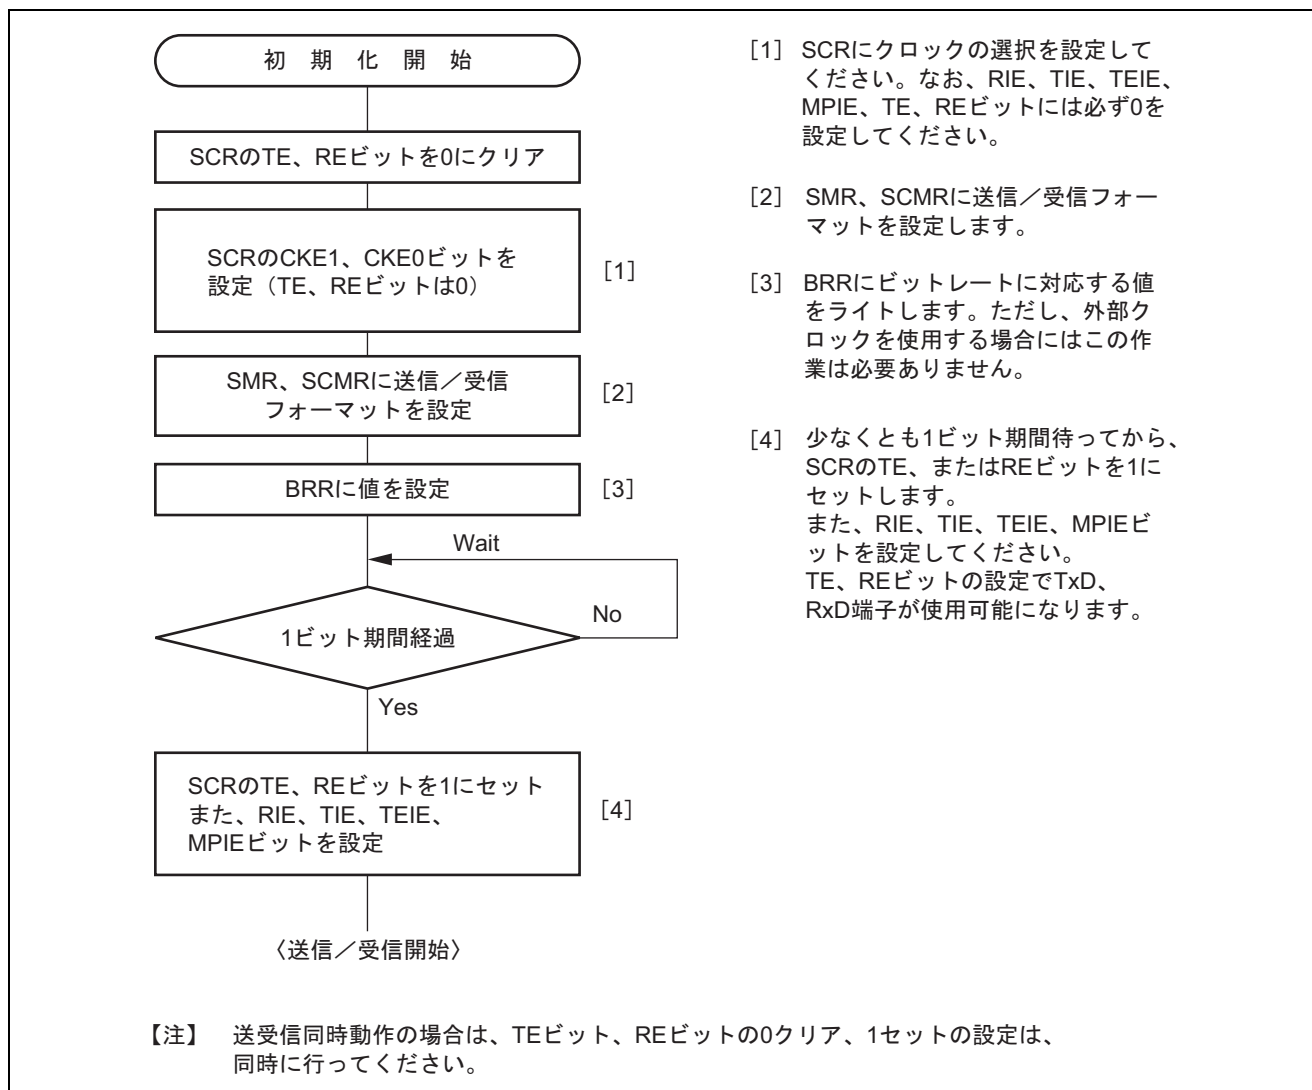 初 期 化 開 始
SCRのTE、REビットを0にクリア
SCRのCKE1、CKE0ビットを
設定（TE、REビットは0）
［1］
SMR、SCMRに送信／受信
フォーマットを設定
［2］
BRRに値を設定
［3］
Wait
No
1ビット期間経過
Yes
SCRのTE、REビットを1にセット
また、RIE、TIE、TEIE、
MPIEビットを設定
［4］
〈送信／受信開始〉
［1］ SCRにクロックの選択を設定して
ください。なお、RIE、TIE、TEIE、
MPIE、TE、REビットには必ず0を
設定してください。
［2］ SMR、SCMRに送信／受信フォー
マットを設定します。
［3］ BRRにビットレートに対応する値
をライトします。ただし、外部ク
ロックを使用する場合にはこの作
業は必要ありません。
［4］ 少なくとも1ビット期間待ってから、
SCRのTE、またはREビットを1に
セットします。
また、RIE、TIE、TEIE、MPIEビ
ットを設定してください。
TE、REビットの設定でTxD、
RxD端子が使用可能になります。
【注】 送受信同時動作の場合は、TEビット、REビットの0クリア、1セットの設定は、
同時に行ってください。